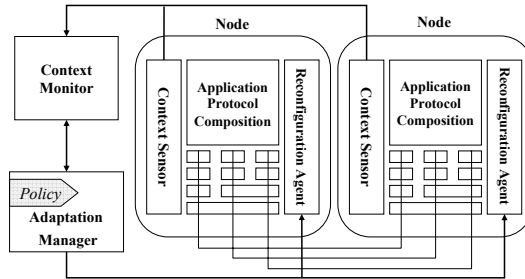 Node
Node
Context
Monitor
Context Sensor
Application
Protocol
Composition
Reconfiguration Agent
Context Sensor
Application
Protocol
Composition
Reconfiguration Agent
Policy
Adaptation
Manager